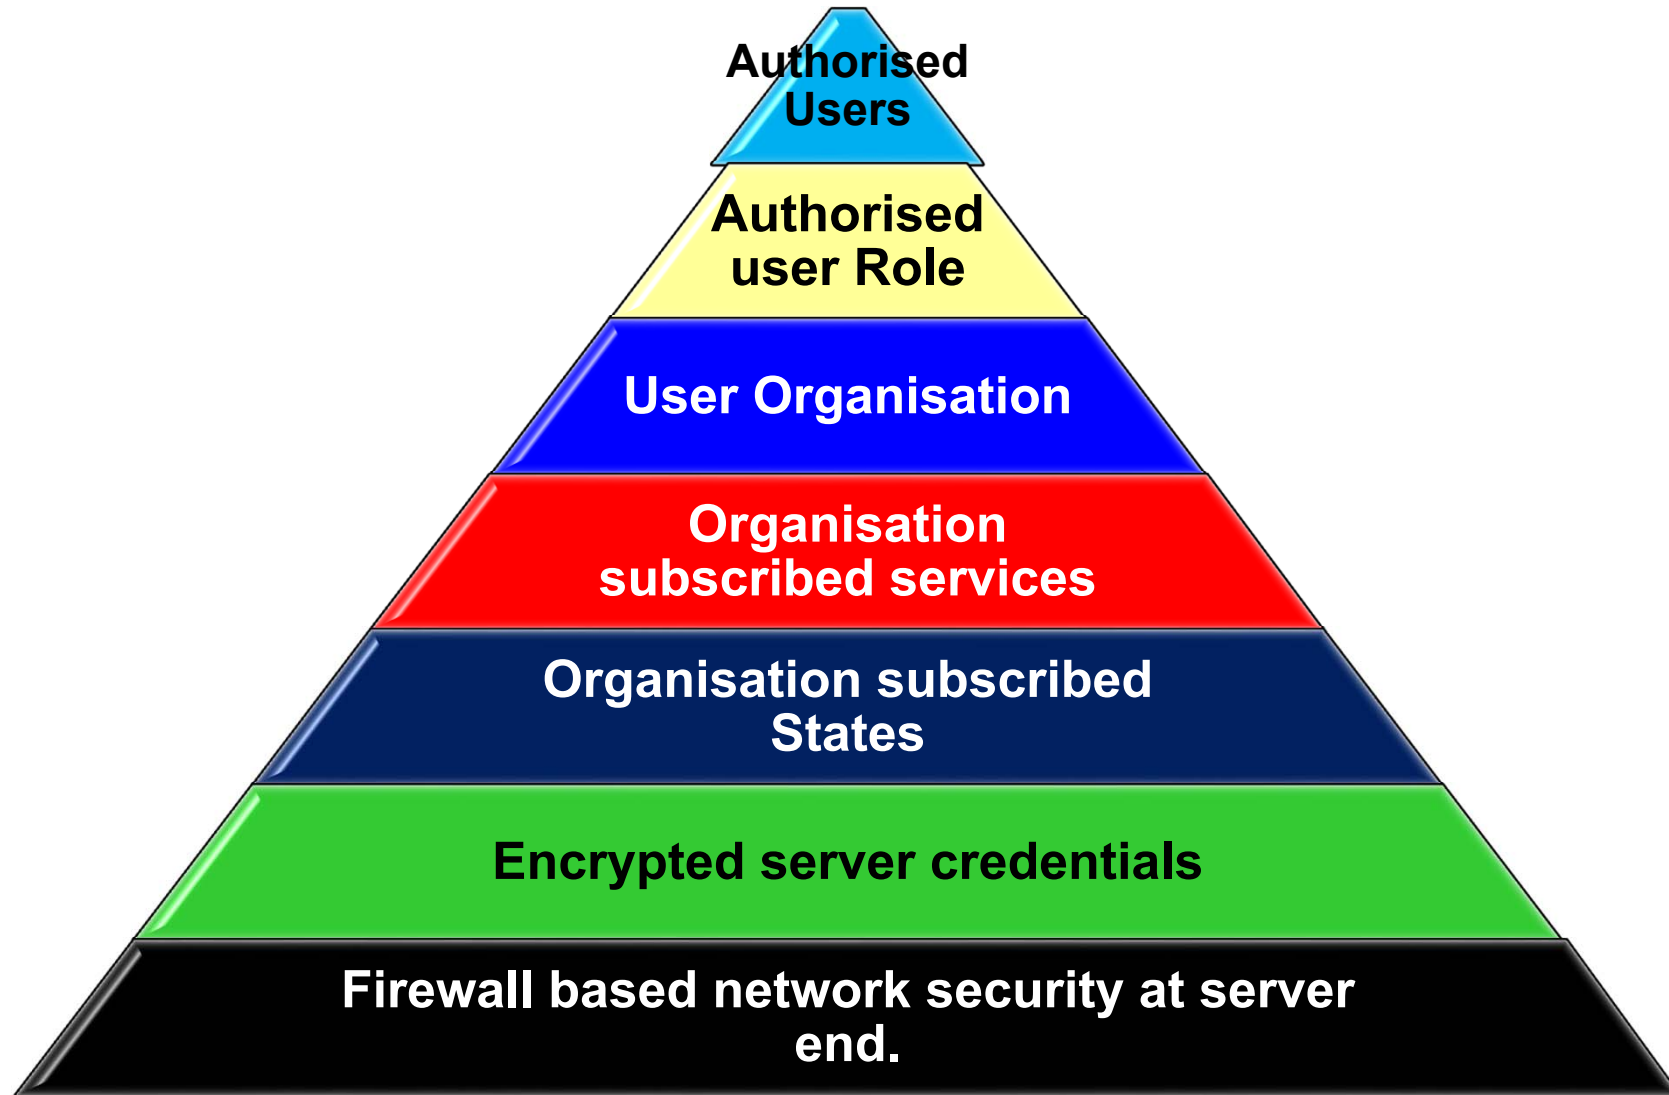 Authorised
Users
Authorised
user Role
User Organisation
Organisation
subscribed services
Organisation subscribed
States
Encrypted server credentials
Firewall based network security at server
end.